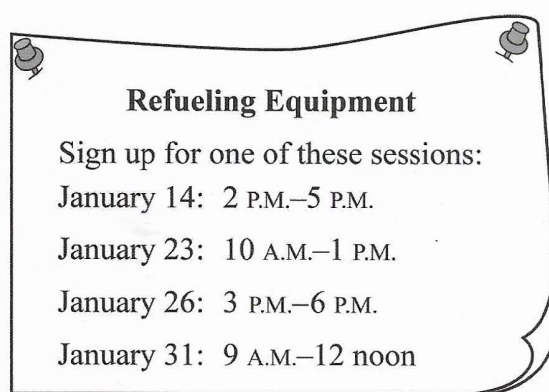 Refueling Equipment
Sign up for one of these sessions:
January 14: 2 P.M.–5 P.M.
January 23: 10 A.M.–1 P.M.
January 26: 3 P.M.–6 P.M.
January 31: 9 A.M.–12 noon